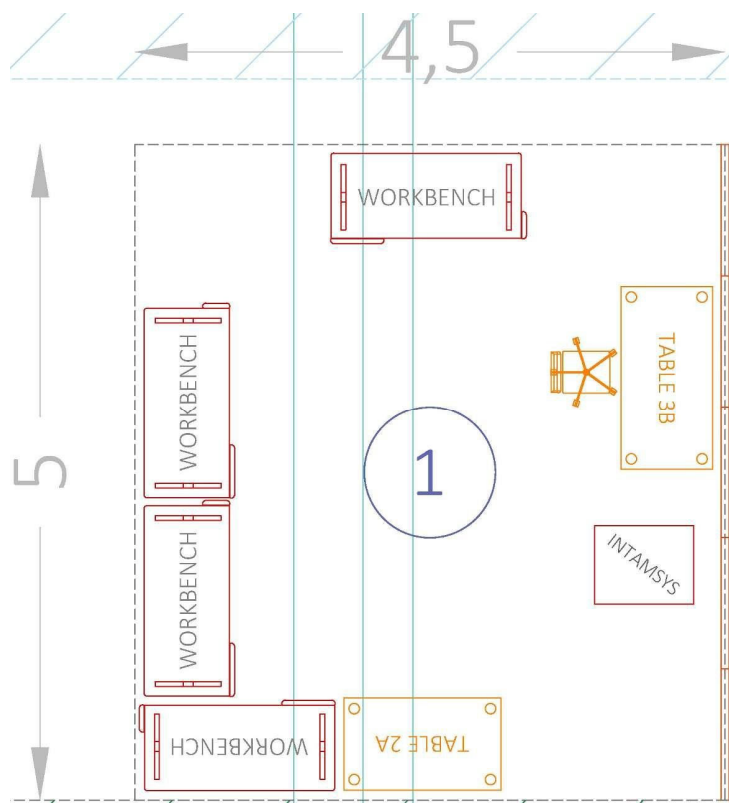 4,5
WORKBENCH
WORKBENCH
TABLE 3B
5
1
INTAMSYS
WORKBENCH
WORKBENCH
TABLE 2A